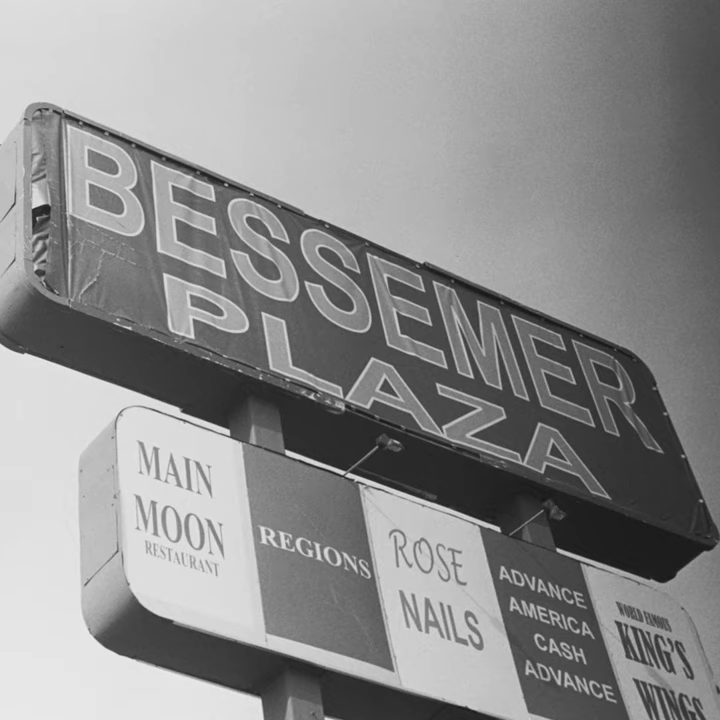 BESSEMER
PLAZA
MAIN
MOON
RESTAURANT
REGIONS
ROSE
NAILS
ADVANCE
AMERICA
CASH
ADVANCE
WORLD FAMOUS
KING'S
WINGS